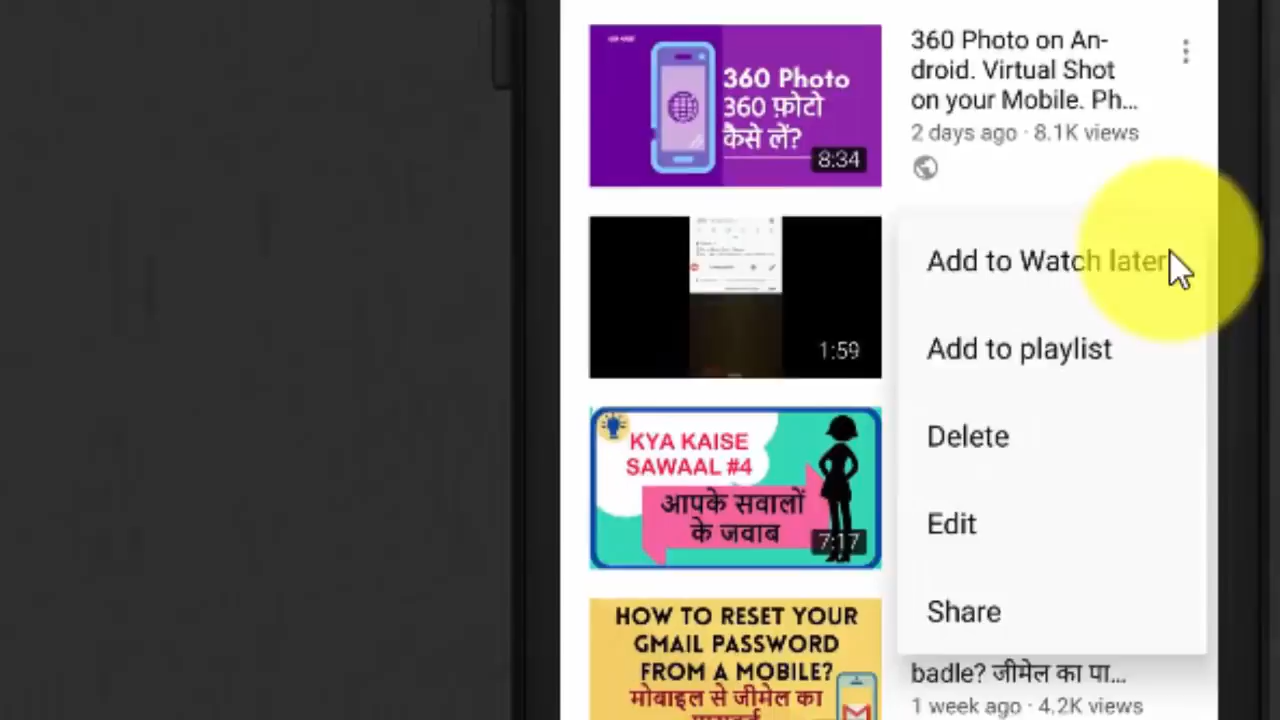 360 Photo
360 फ़ोटो
कैसे लें?
8:34
360 Photo on An-
droid. Virtual Shot
on your Mobile. Ph...
2 days ago · 8.1K views
1:59
Add to Watch later
Add to playlist
Delete
Edit
Share
KYA KAISE
SAWAAL #4
आपके सवालों
के जवाब
7:17
HOW TO RESET YOUR
GMAIL PASSWORD
FROM A MOBILE?
मोबाइल से जीमेल का
badle? जीमेल का पा...
1 week ago · 4.2K views